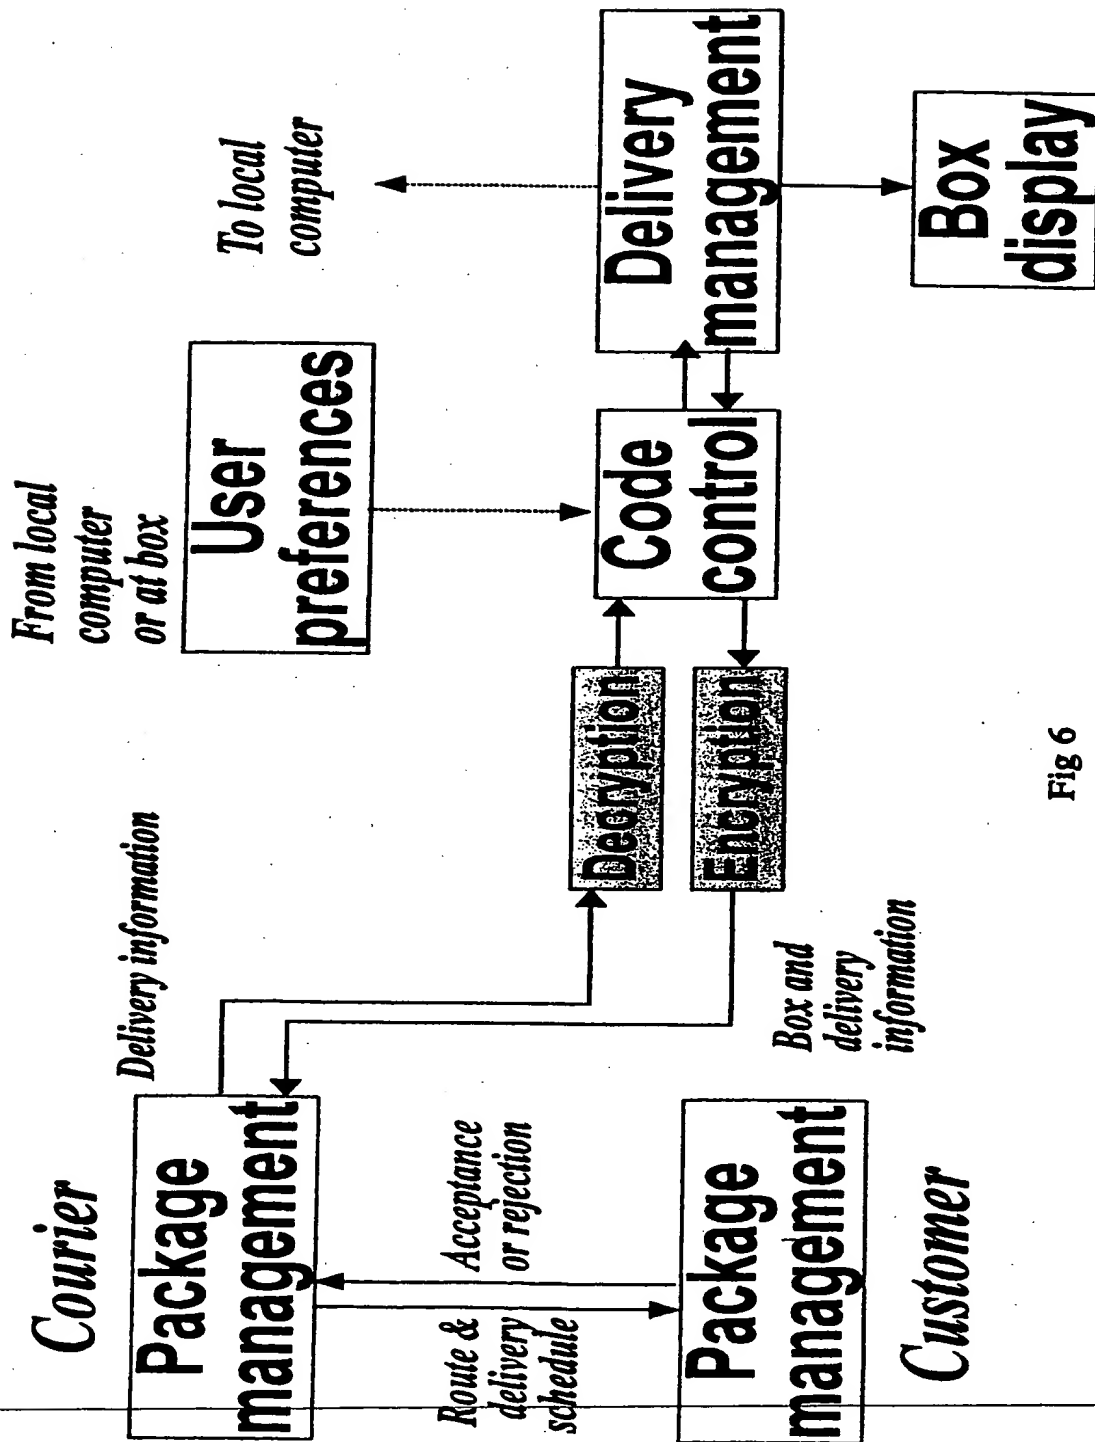 Courier
Package
management
Delivery information
Route &
delivery
schedule
Acceptance
or rejection
Package
management
Customer
Box and
delivery
information
Decryption
Encryption
From local
computer
or at box
User
preferences
Code
control
To local
computer
Delivery
management
Box
display
Fig 6